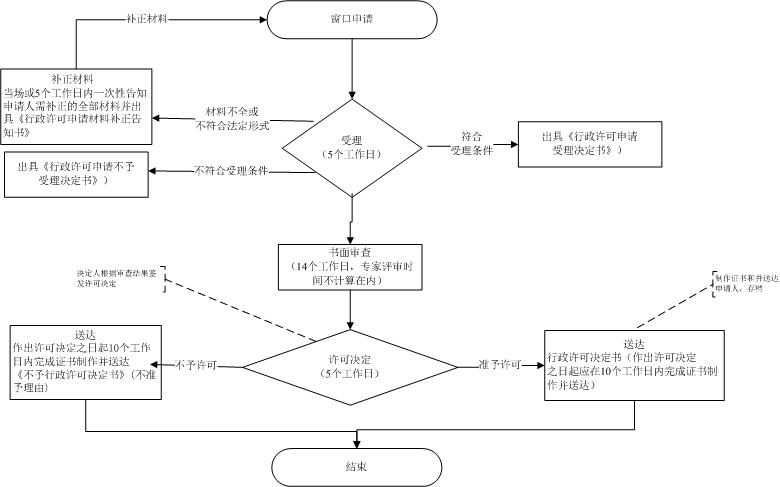 补正材料
窗口申请
补正材料
当场或5个工作日内一次性告知
申请人需补正的全部材料并出
具《行政许可申请材料补正告
知书》
材料不全或
不符合法定形式
受理
（5个工作日）
符合
受理条件
出具《行政许可申请
受理决定书》）
出具《行政许可申请不予
受理决定书》）
不符合受理条件
书面审查
（14个工作日，专家评审时
间不计算在内）
决定人根据审查结果签
发许可决定
制作证书和并送达
申请人，存档
送达
作出许可决定之日起10个工作
日内完成证书制作并送达
《不予行政许可决定书》(不准
予理由)
不予许可
许可决定
（5个工作日）
准予许可
送达
行政许可决定书（作出许可决定
之日起应在10个工作日内完成证书制
作并送达）
结束